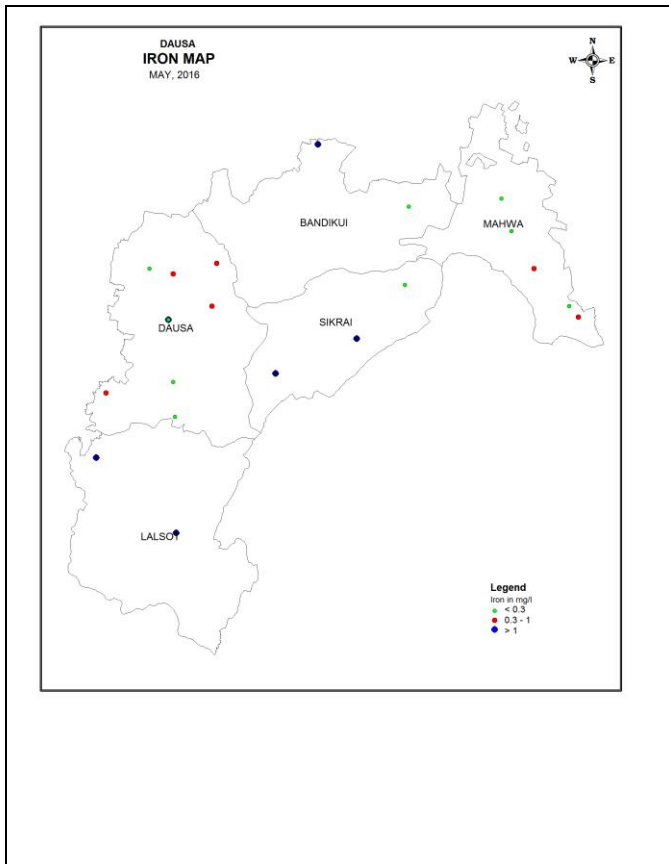 DAUSA
IRON MAP
MAY, 2016
N
W E
S
BANDIKUI
MAHWA
SIKRAI
DAUSA
LALSOT
Legend
Iron in mg/l
< 0.3
0.3 - 1
> 1